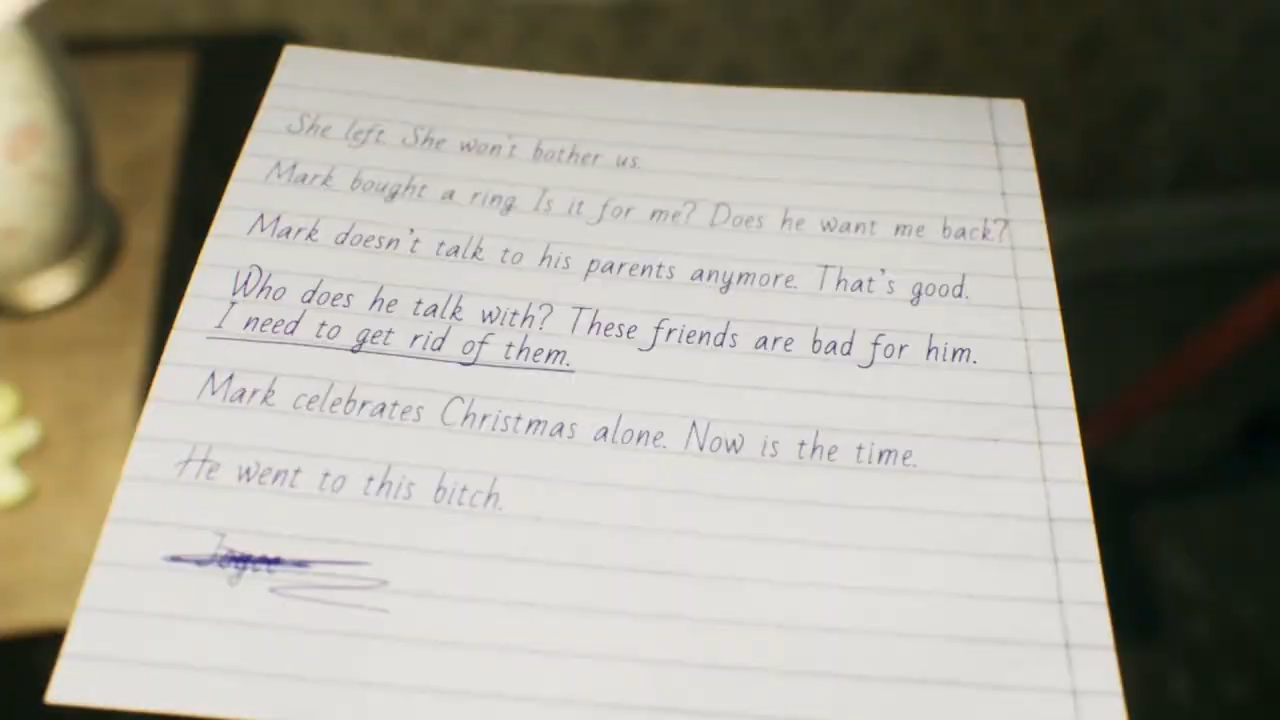 She left. She won't bother us.
Mark bought a ring. Is it for me? Does he want me back?
Mark doesn't talk to his parents anymore. That's good.
Who does he talk with? These friends are bad for him.
I need to get rid of them.
Mark celebrates Christmas alone. Now is the time.
He went to this bitch.